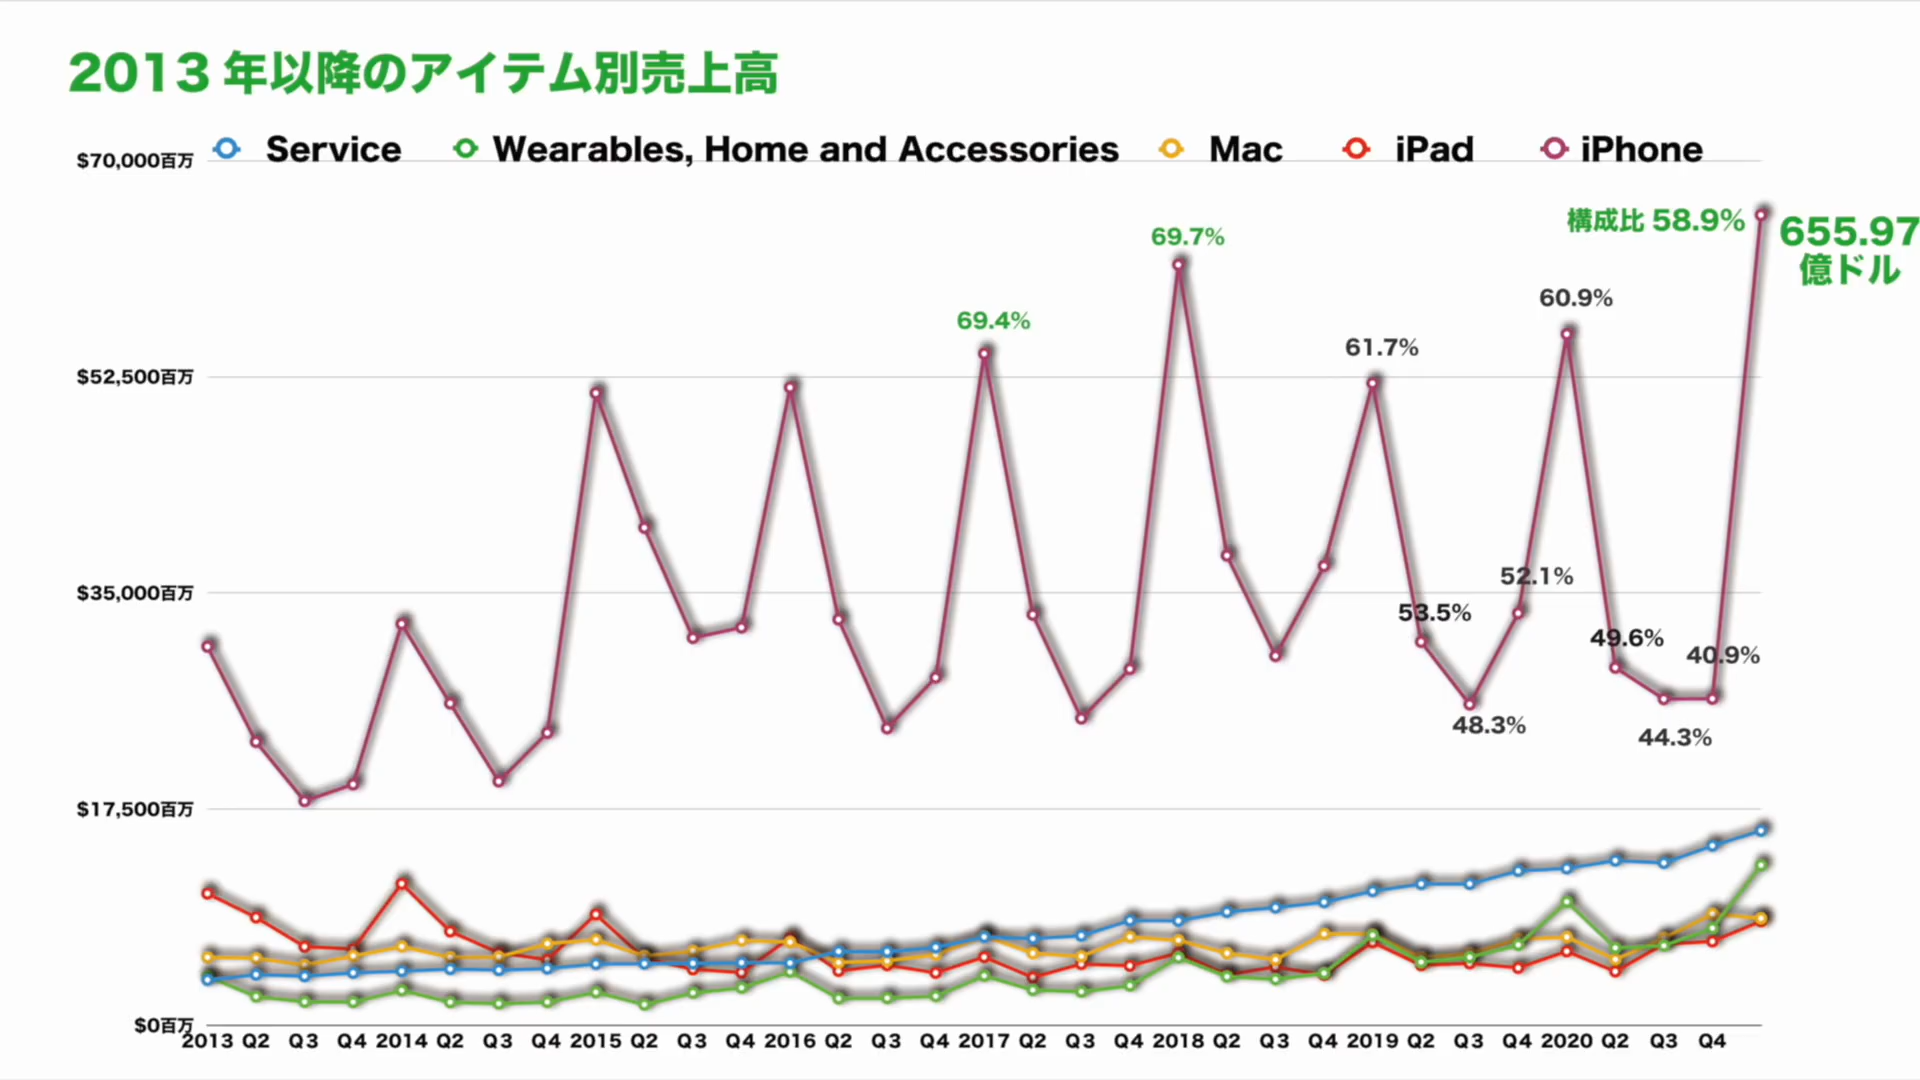 2013年以降のアイテム別売上高
Service Wearables, Home and Accessories Mac iPad iPhone
$70,000百万
構成比 58.9%
655.97
億ドル
69.7%
60.9%
69.4%
61.7%
$52,500百万
52.1%
$35,000百万
53.5%
49.6%
40.9%
48.3%
44.3%
$17,500百万
$0百万
2013 Q2 Q3 Q4 2014 Q2 Q3 Q4 2015 Q2 Q3 Q4 2016 Q2 Q3 Q4 2017 Q2 Q3 Q4 2018 Q2 Q3 Q4 2019 Q2 Q3 Q4 2020 Q2 Q3 Q4